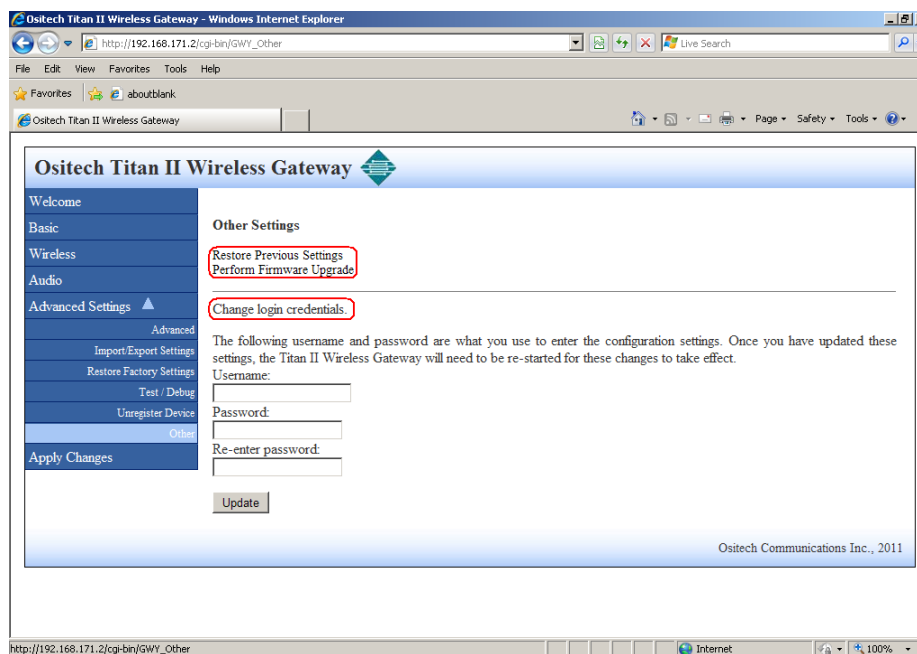 Ositech Titan II Wireless Gateway - Windows Internet Explorer
http://192.168.171.2/cgi-bin/GWY_Other
Live Search
File Edit View Favorites Tools Help
Favorites aboutblank
Ositech Titan II Wireless Gateway
Page Safety Tools
Ositech Titan II Wireless Gateway
Welcome
Basic
Wireless
Audio
Advanced Settings
Advanced
Import/Export Settings
Restore Factory Settings
Test / Debug
Unregister Device
Other
Apply Changes
Other Settings
Restore Previous Settings
Perform Firmware Upgrade
Change login credentials.
The following username and password are what you use to enter the configuration settings. Once you have updated these
settings, the Titan II Wireless Gateway will need to be re-started for these changes to take effect.
Username:
Password:
Re-enter password:
Update
Ositech Communications Inc., 2011
http://192.168.171.2/cgi-bin/GWY_Other
Internet
100%